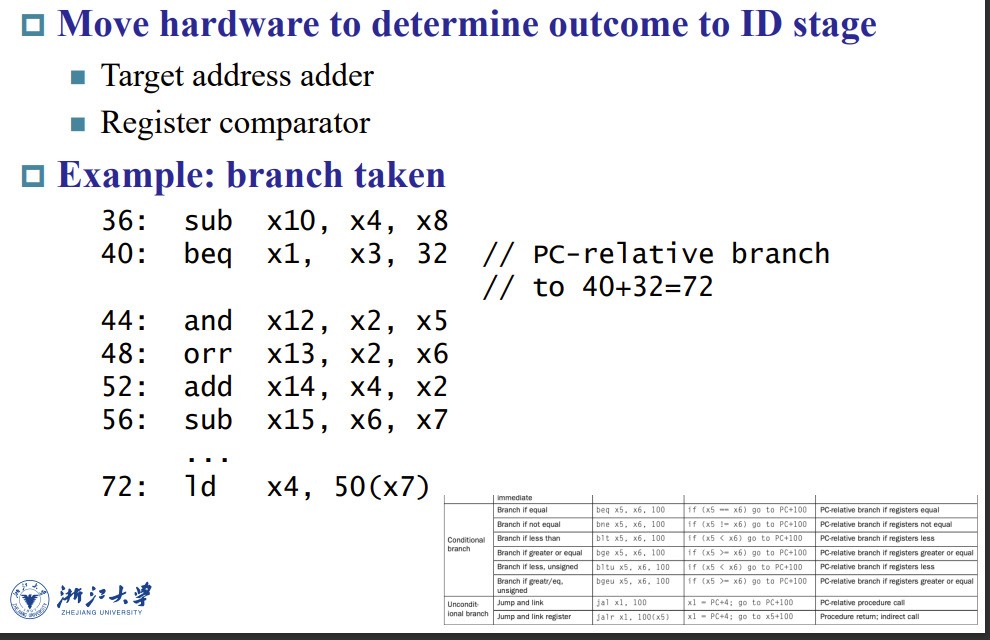 Move hardware to determine outcome to ID stage
Target address adder
Register comparator
Example: branch taken
36: sub x10, x4, x8
40: beq x1, x3, 32 // PC-relative branch
// to 40+32=72
44: and x12, x2, x5
48: orr x13, x2, x6
52: add x14, x4, x2
56: sub x15, x6, x7
...
72: ld x4, 50(x7)
immediate
Conditional branch
Branch if equal beq x5, x6, 100 if (x5 == x6) go to PC+100 PC-relative branch if registers equal
Branch if not equal bne x5, x6, 100 if (x5 != x6) go to PC+100 PC-relative branch if registers not equal
Branch if less than blt x5, x6, 100 if (x5 < x6) go to PC+100 PC-relative branch if registers less
Branch if greater or equal bge x5, x6, 100 if (x5 >= x6) go to PC+100 PC-relative branch if registers greater or equal
Branch if less, unsigned bltu x5, x6, 100 if (x5 < x6) go to PC+100 PC-relative branch if registers less
Branch if greatr/eq, unsigned bgeu x5, x6, 100 if (x5 >= x6) go to PC+100 PC-relative branch if registers greater or equal
Unconditional branch
Jump and link jal x1, 100 x1 = PC+4; go to PC+100 PC-relative procedure call
Jump and link register jalr x1, 100(x5) x1 = PC+4; go to x5+100 Procedure return; indirect call
浙江大学
ZHEJIANG UNIVERSITY